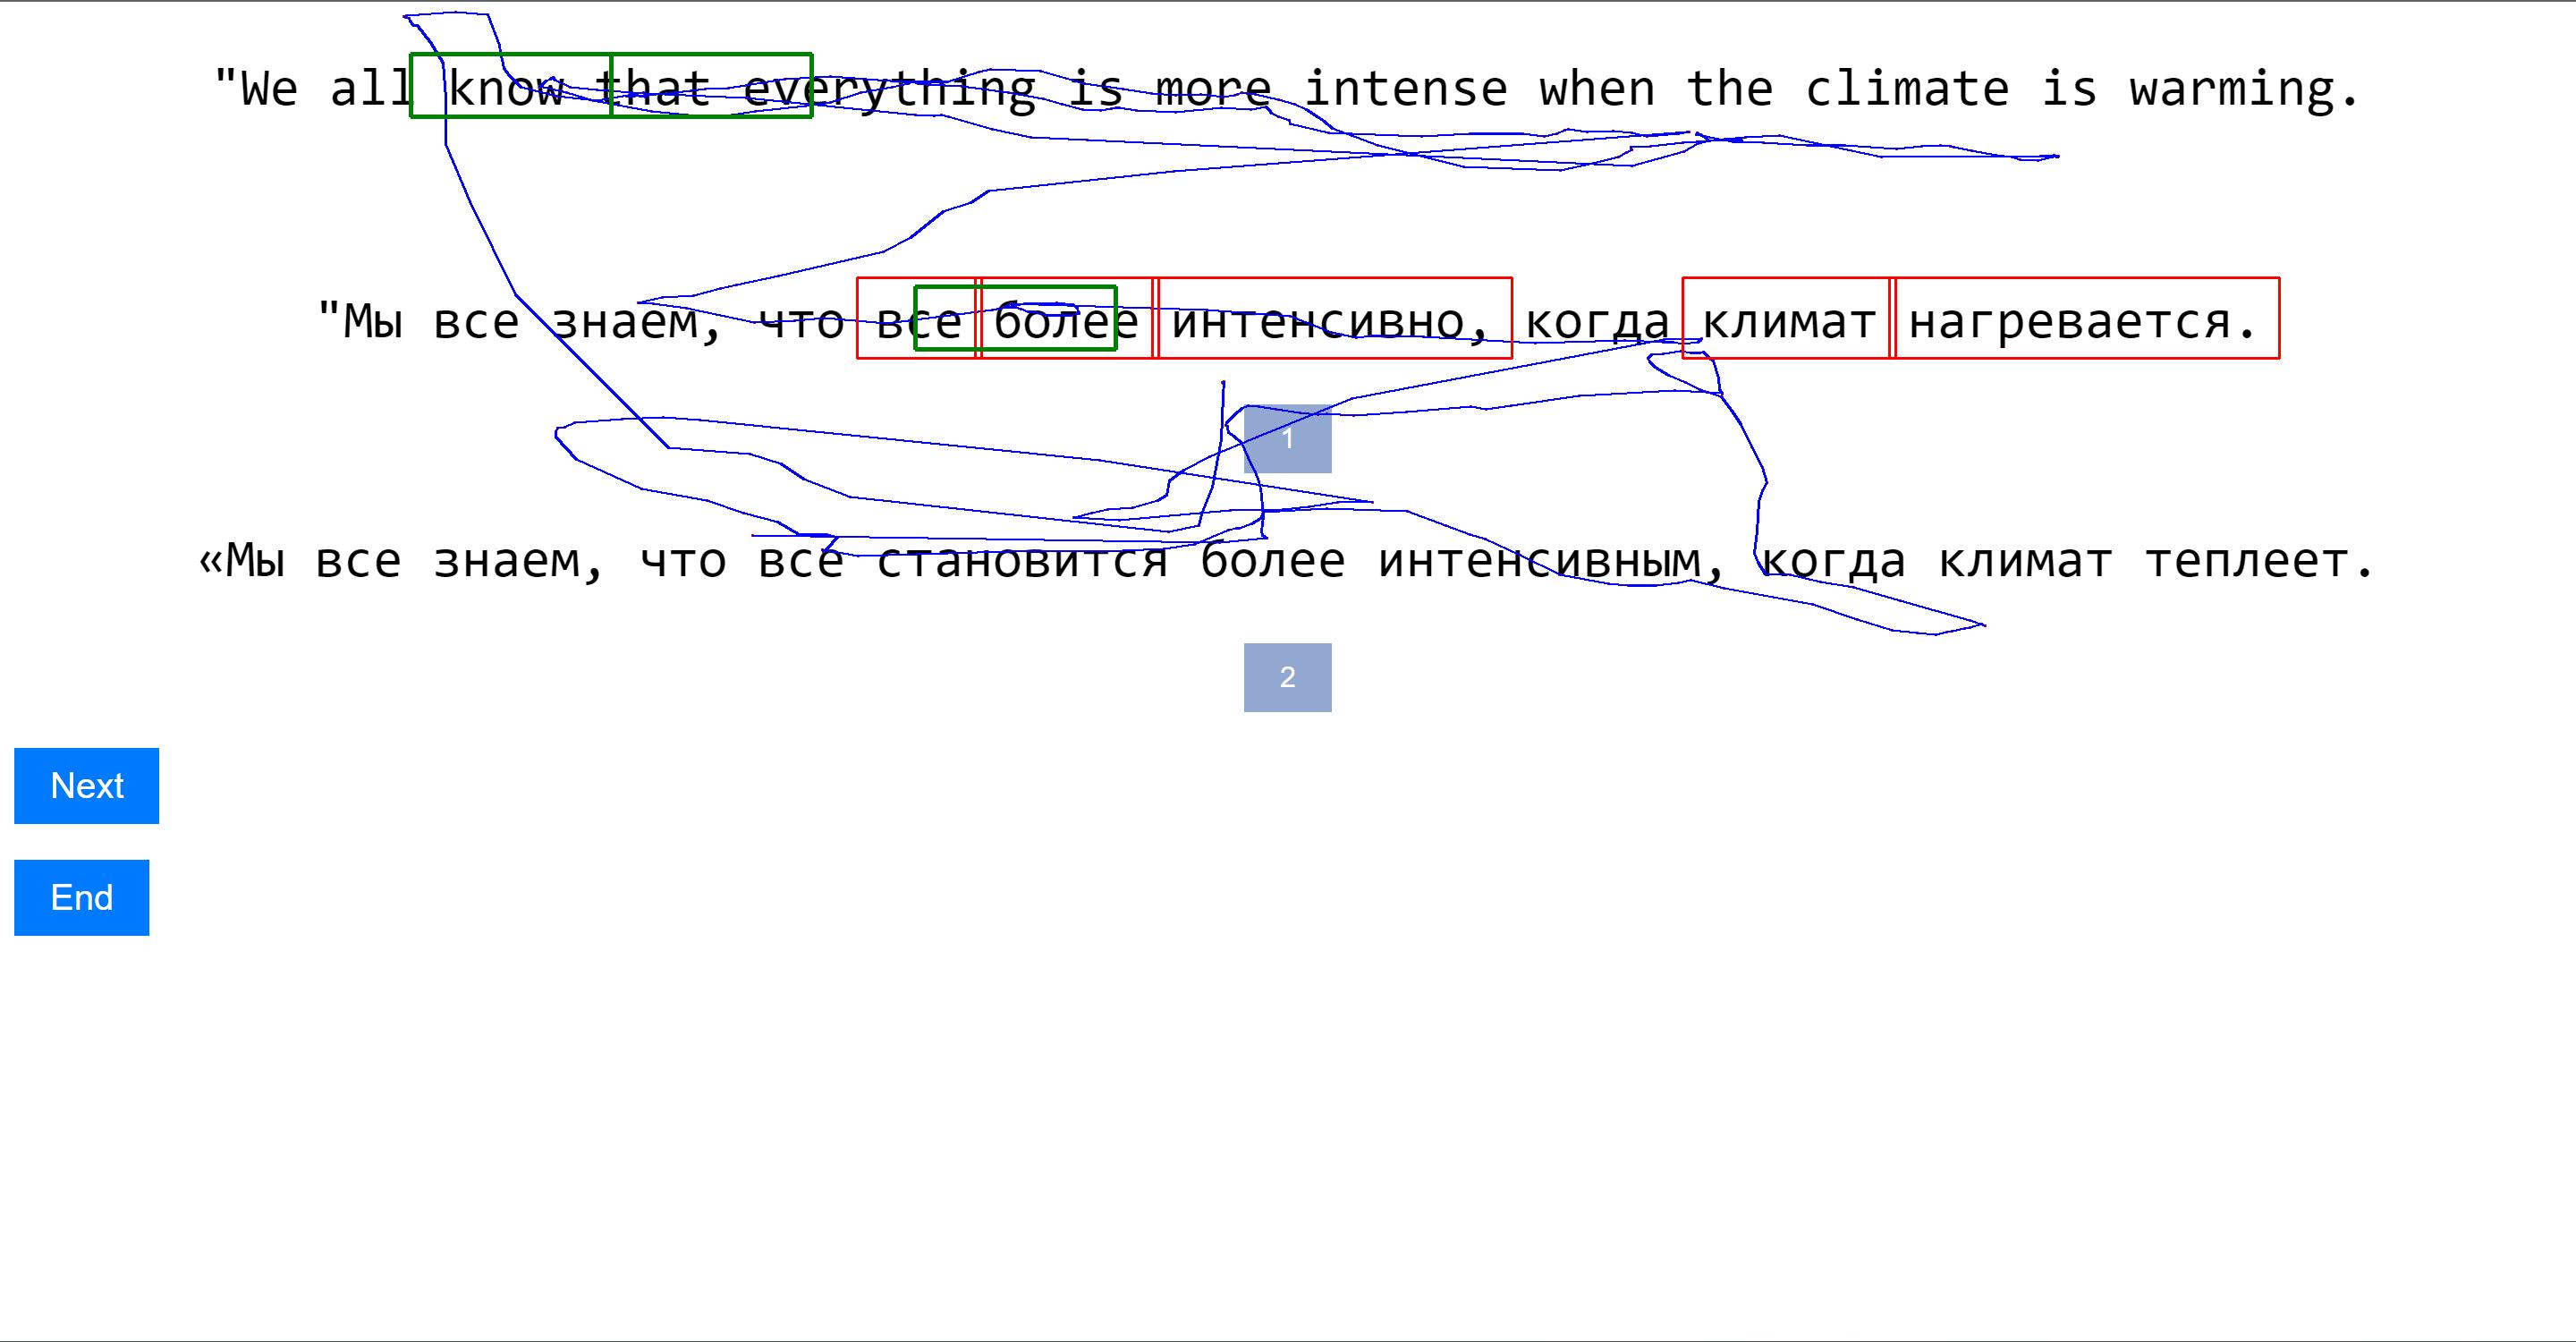 "We all know that everything is more intense when the climate is warming.
"Мы все знаем, что все более интенсивно, когда климат нагревается.
1
«Мы все знаем, что все становится более интенсивным, когда климат теплеет.
2
Next
End